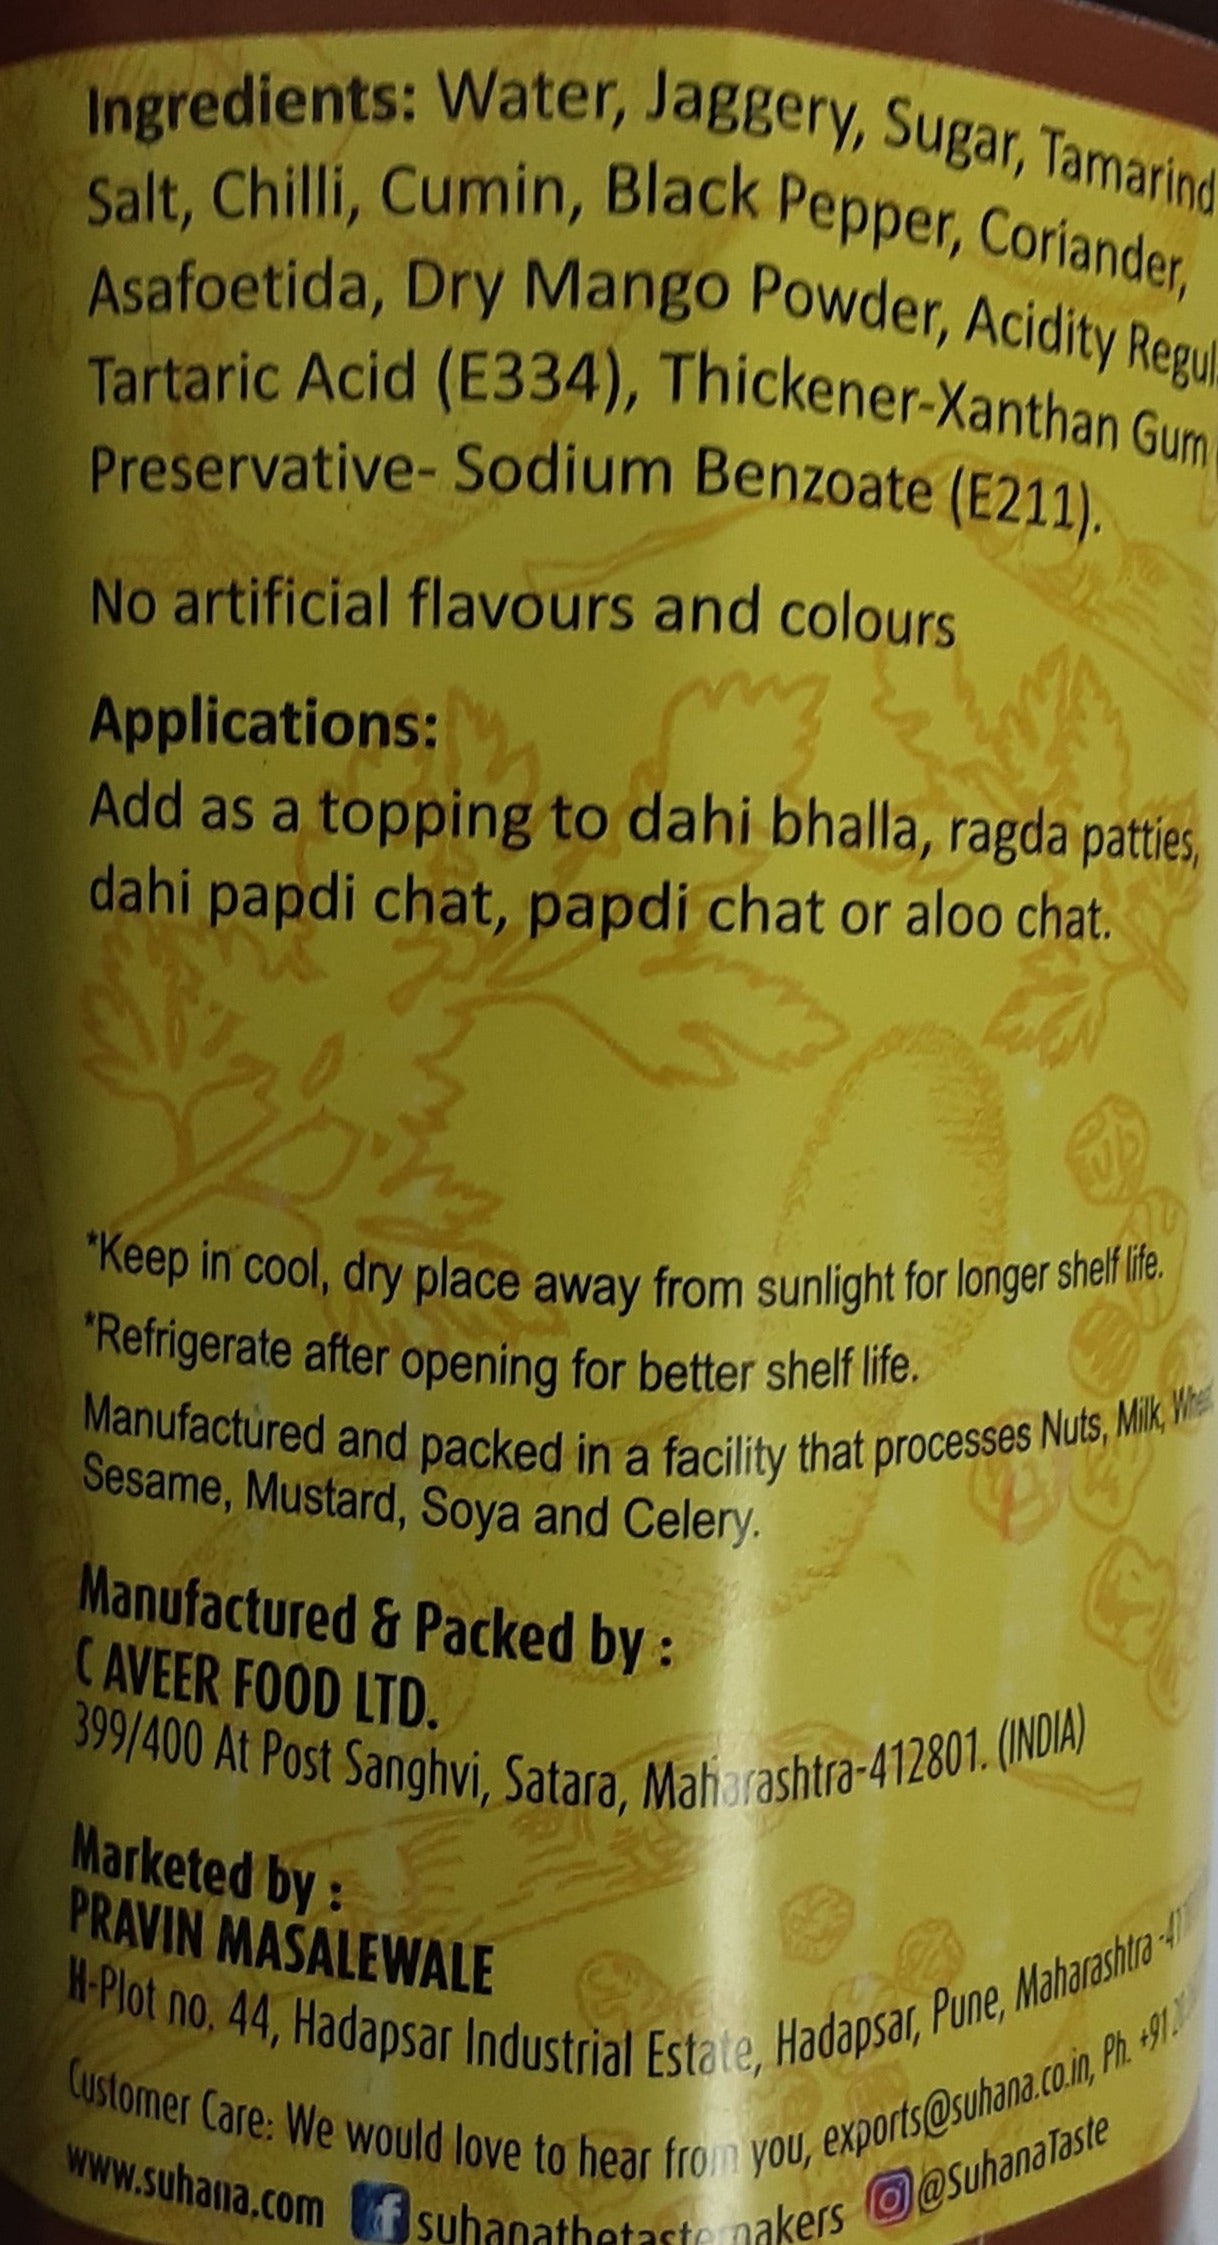 Ingredients: Water, Jaggery, Sugar, Tamarind
Salt, Chilli, Cumin, Black Pepper, Coriander,
Asafoetida, Dry Mango Powder, Acidity Regul
Tartaric Acid (E334), Thickener-Xanthan Gum
Preservative- Sodium Benzoate (E211).
No artificial flavours and colours
Applications:
Add as a topping to dahi bhalla, ragda patties,
dahi papdi chat, papdi chat or aloo chat.
*Keep in cool, dry place away from sunlight for longer shelf life.
*Refrigerate after opening for better shelf life.
Manufactured and packed in a facility that processes Nuts, Milk, Wheat
Sesame, Mustard, Soya and Celery.
Manufactured & Packed by :
C AVEER FOOD LTD.
399/400 At Post Sanghvi, Satara, Maharashtra-412801. (INDIA)
Marketed by :
PRAVIN MASALEWALE
H-Plot no. 44, Hadapsar Industrial Estate, Hadapsar, Pune, Maharashtra
Customer Care: We would love to hear from you, exports@suhana.co.in, Ph. +91
www.suhana.com suhanathetastemakers @SuhanaTaste